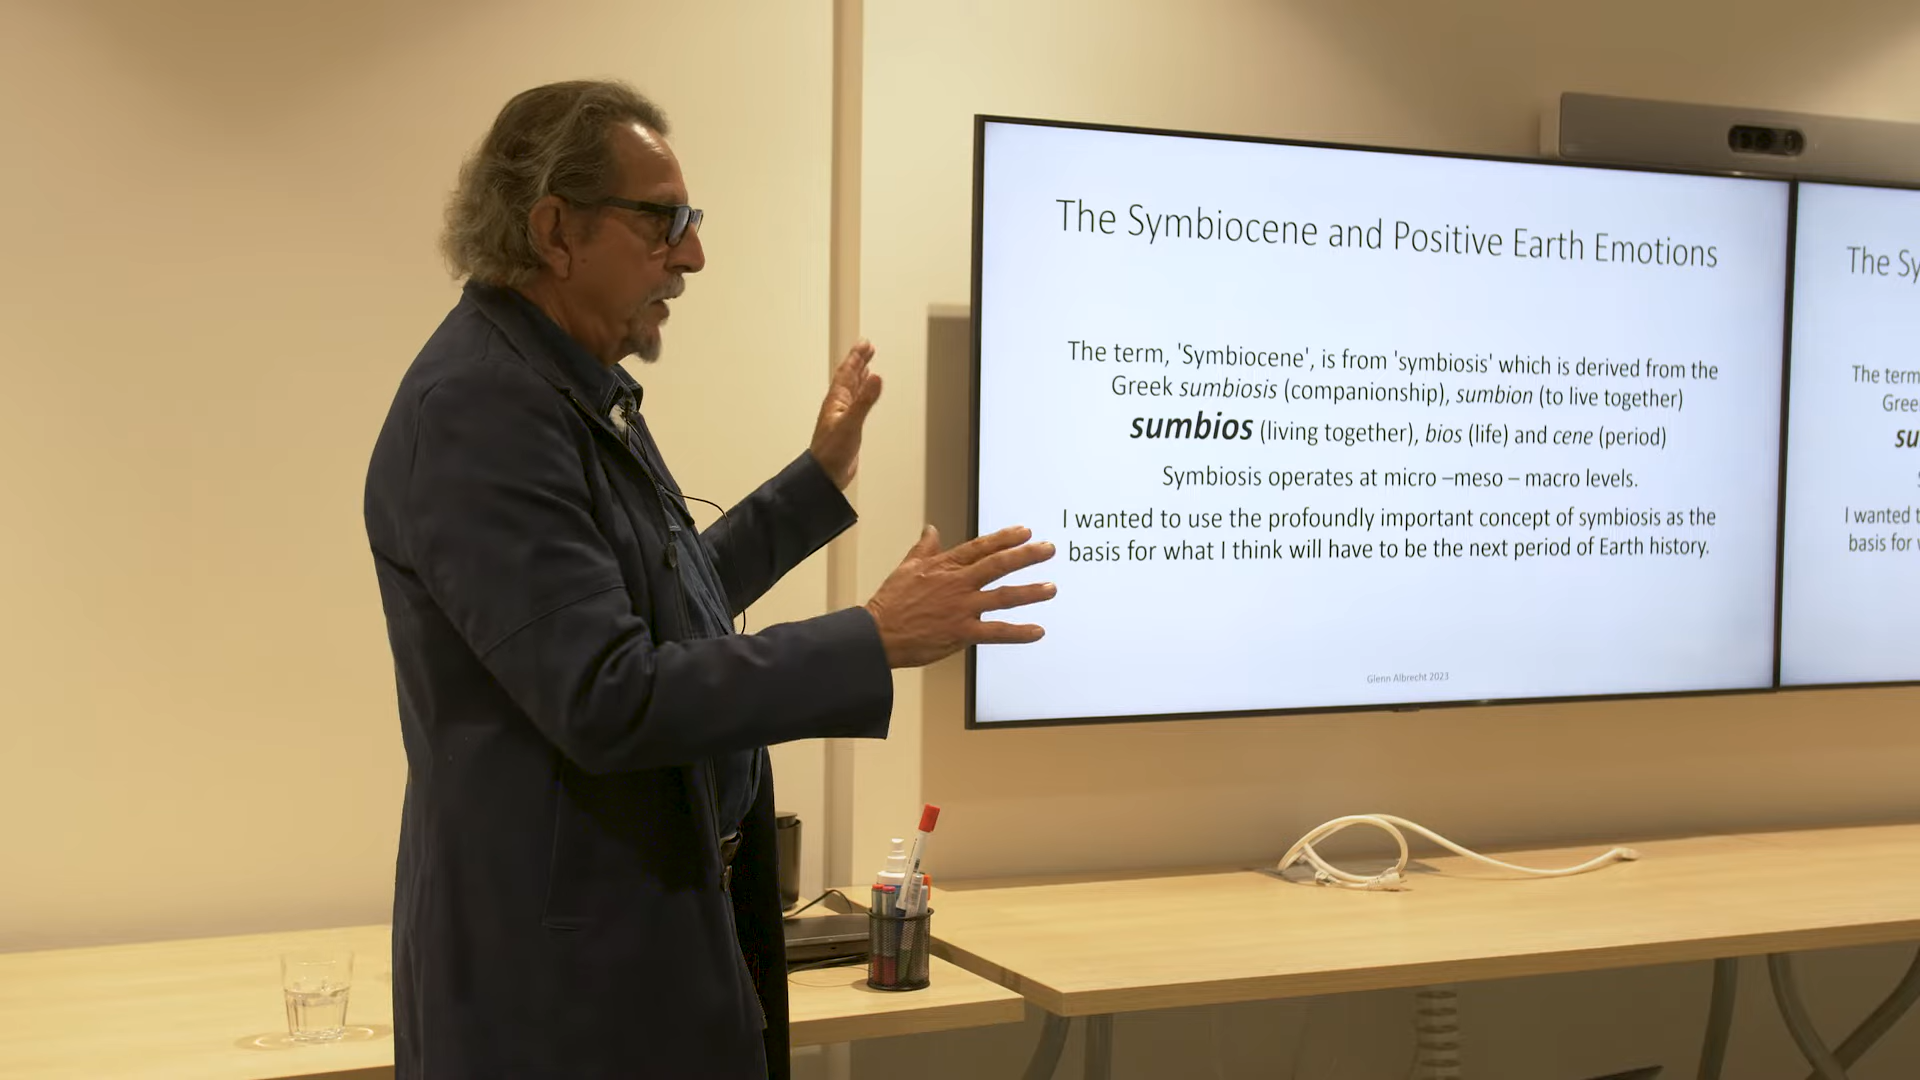 The Symbiocene and Positive Earth Emotions
The term, 'Symbiocene', is from 'symbiosis' which is derived from the
Greek sumbiosis (companionship), sumbion (to live together)
sumbios (living together), bios (life) and cene (period)
Symbiosis operates at micro –meso – macro levels.
I wanted to use the profoundly important concept of symbiosis as the
basis for what I think will have to be the next period of Earth history.
Glenn Albrecht 2023
The Sy
The term
Gree
su
I wanted t
basis for